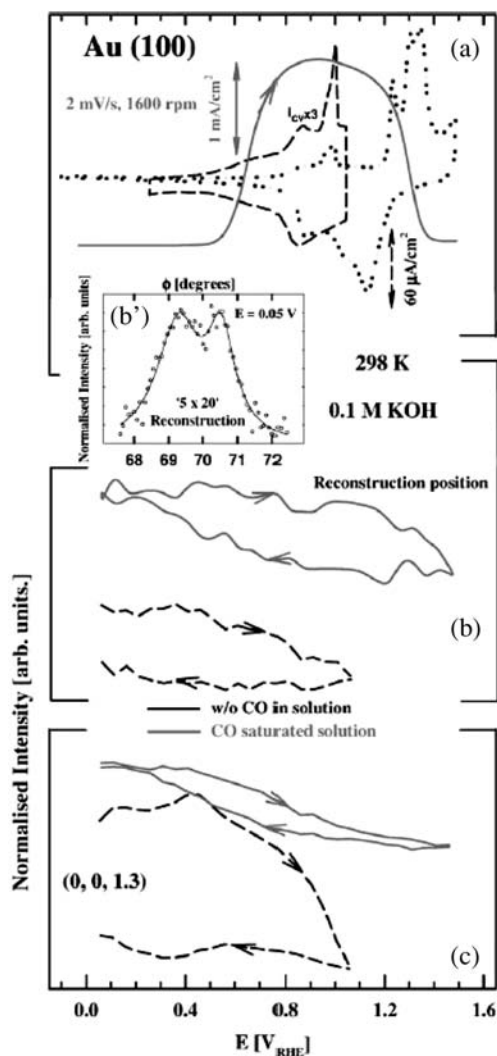 Au (100)
(a)
2 mV/s, 1600 rpm
1 mA/cm²
i_CV x3
60 µA/cm²
ϕ [degrees]
(b')
E = 0.05 V
Normalised Intensity [arb. units]
'5 x 20'
Reconstruction
68 69 70 71 72
298 K
0.1 M KOH
Reconstruction position
(b)
w/o CO in solution
CO saturated solution
Normalised Intensity [arb. units.]
(0, 0, 1.3)
(c)
0.0 0.4 0.8 1.2 1.6
E [V_RHE]